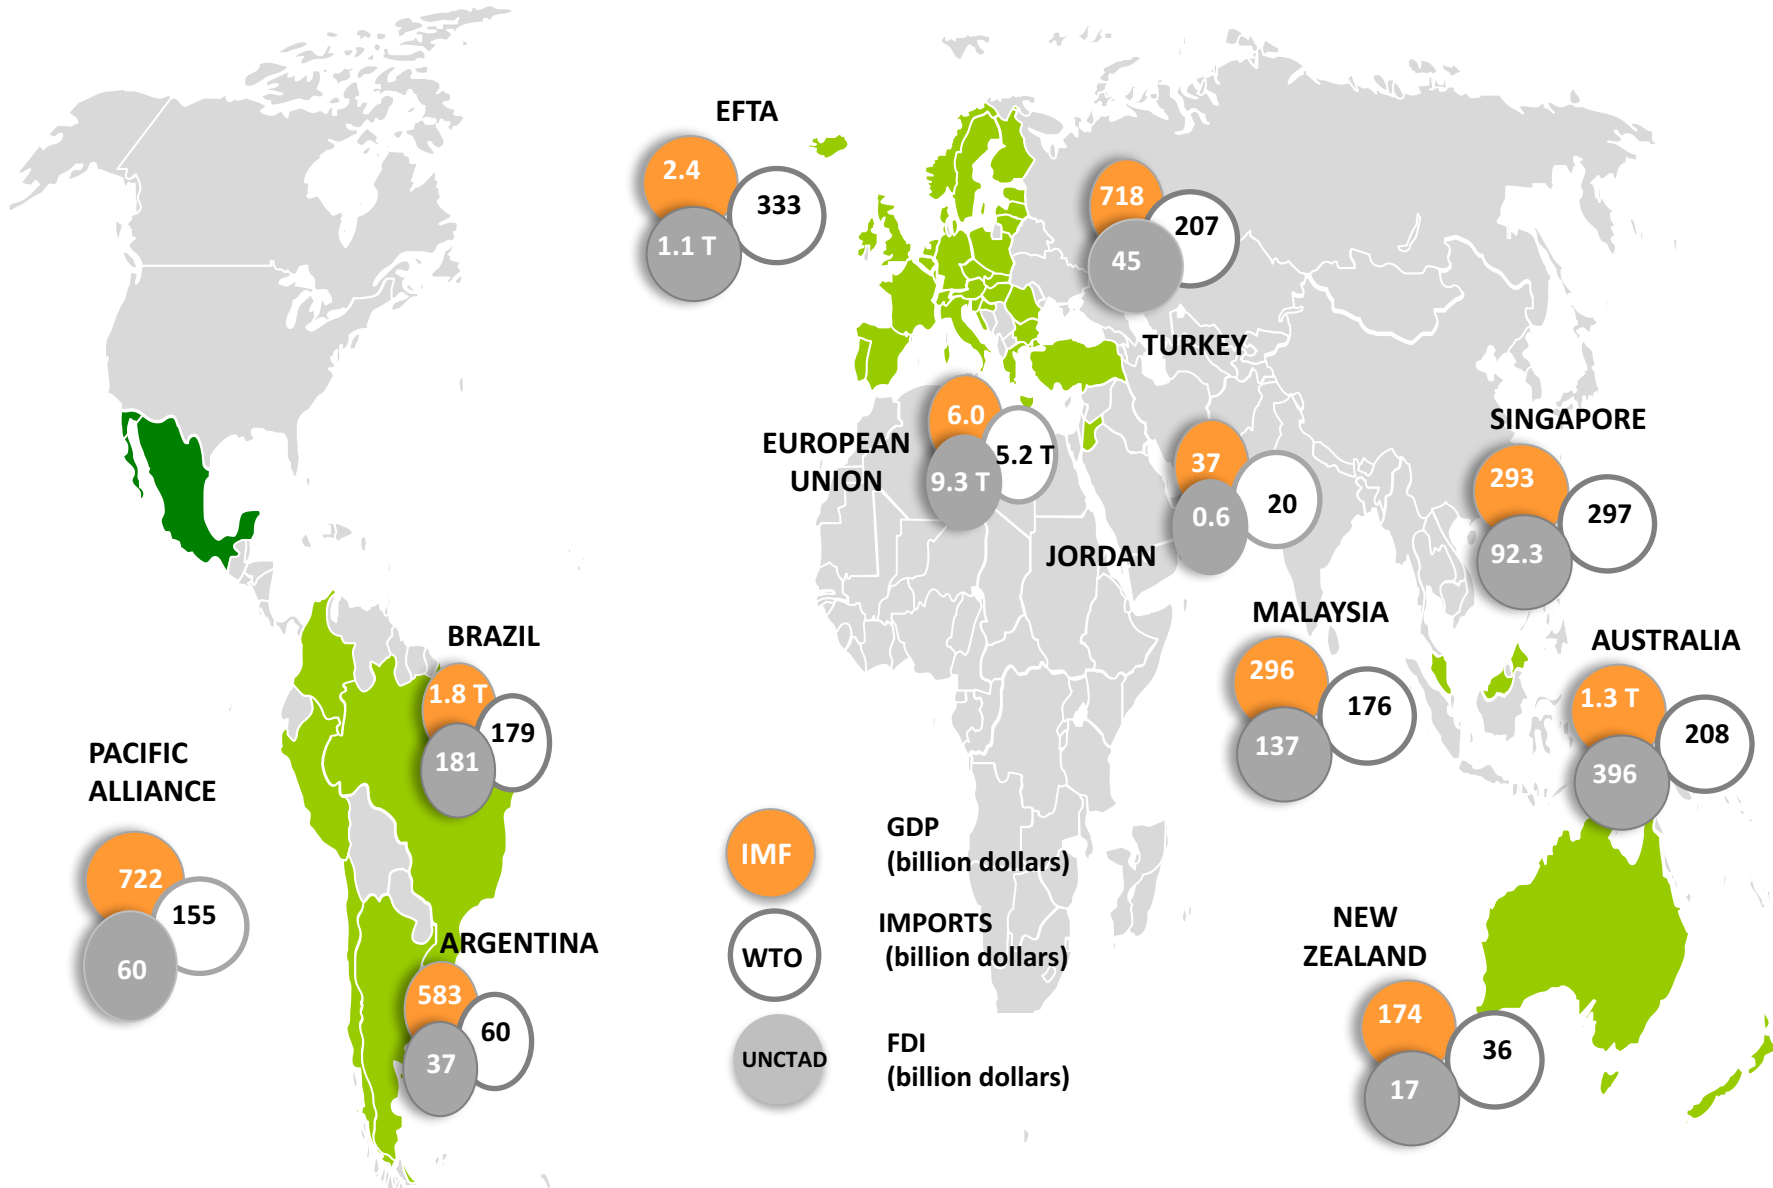 EFTA
2.4
333
1.1 T
718
207
45
TURKEY
6.0
EUROPEAN
UNION
5.2 T
9.3 T
37
20
0.6
JORDAN
SINGAPORE
293
297
92.3
MALAYSIA
296
176
137
AUSTRALIA
1.3 T
208
396
BRAZIL
1.8 T
179
181
PACIFIC
ALLIANCE
722
155
60
ARGENTINA
583
60
37
NEW
ZEALAND
174
36
17
IMF
GDP
(billion dollars)
WTO
IMPORTS
(billion dollars)
UNCTAD
FDI
(billion dollars)